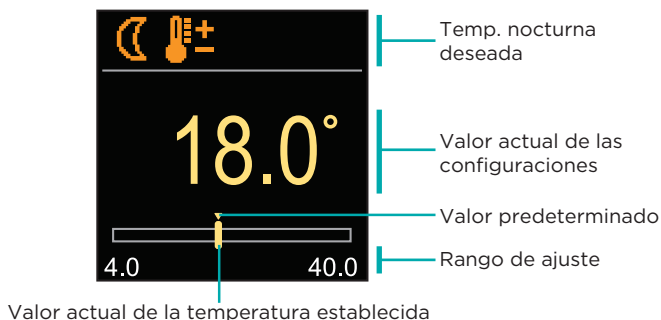 Temp. nocturna
deseada
18.0°
Valor actual de las
configuraciones
Valor predeterminado
4.0 40.0
Rango de ajuste
Valor actual de la temperatura establecida